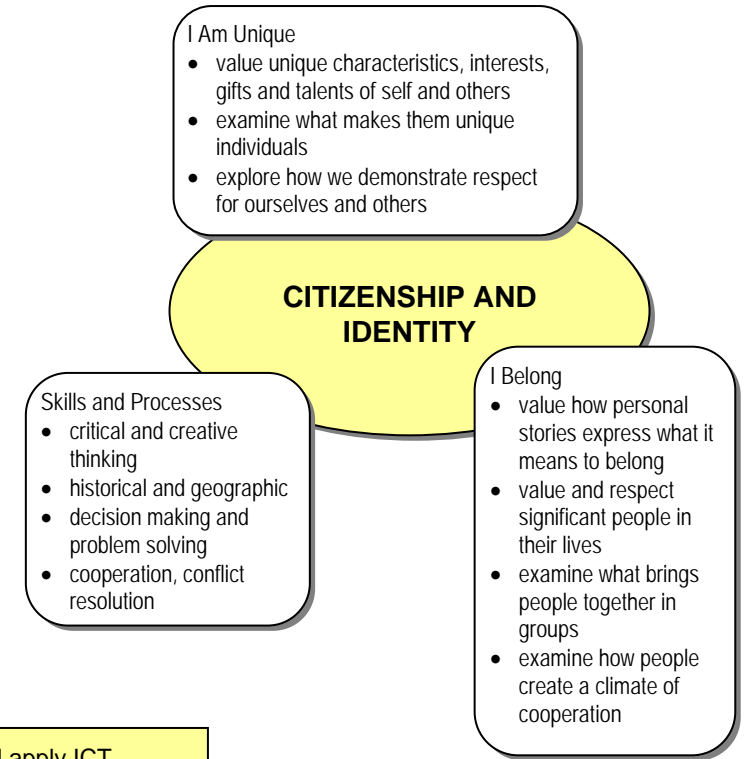 I Am Unique
• value unique characteristics, interests,
gifts and talents of self and others
• examine what makes them unique
individuals
• explore how we demonstrate respect
for ourselves and others
CITIZENSHIP AND
IDENTITY
Skills and Processes
• critical and creative
thinking
• historical and geographic
• decision making and
problem solving
• cooperation, conflict
resolution
I Belong
• value how personal
stories express what it
means to belong
• value and respect
significant people in
their lives
• examine what brings
people together in
groups
• examine how people
create a climate of
cooperation
apply ICT